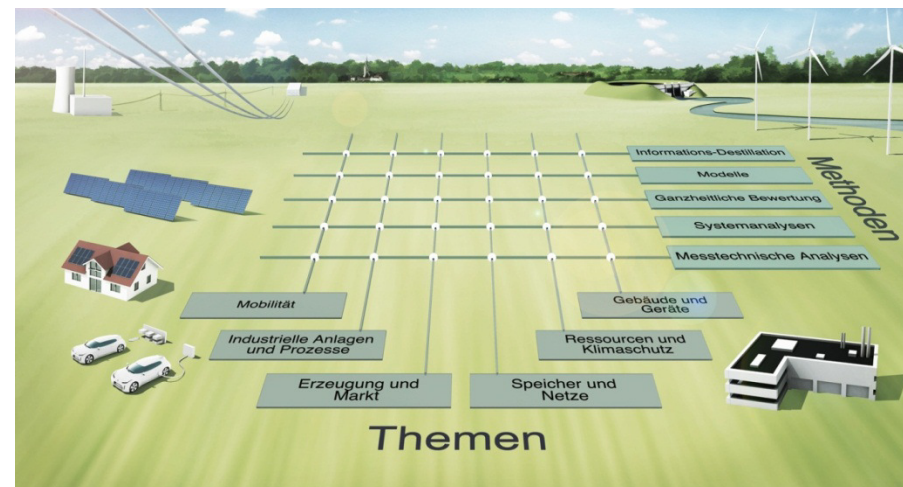 Informations-Destillation
Modelle
Ganzheitliche Bewertung
Systemanalysen
Messtechnische Analysen
Methoden
Mobilität
Gebäude und
Geräte
Industrielle Anlagen
und Prozesse
Ressourcen und
Klimaschutz
Erzeugung und
Markt
Speicher und
Netze
Themen